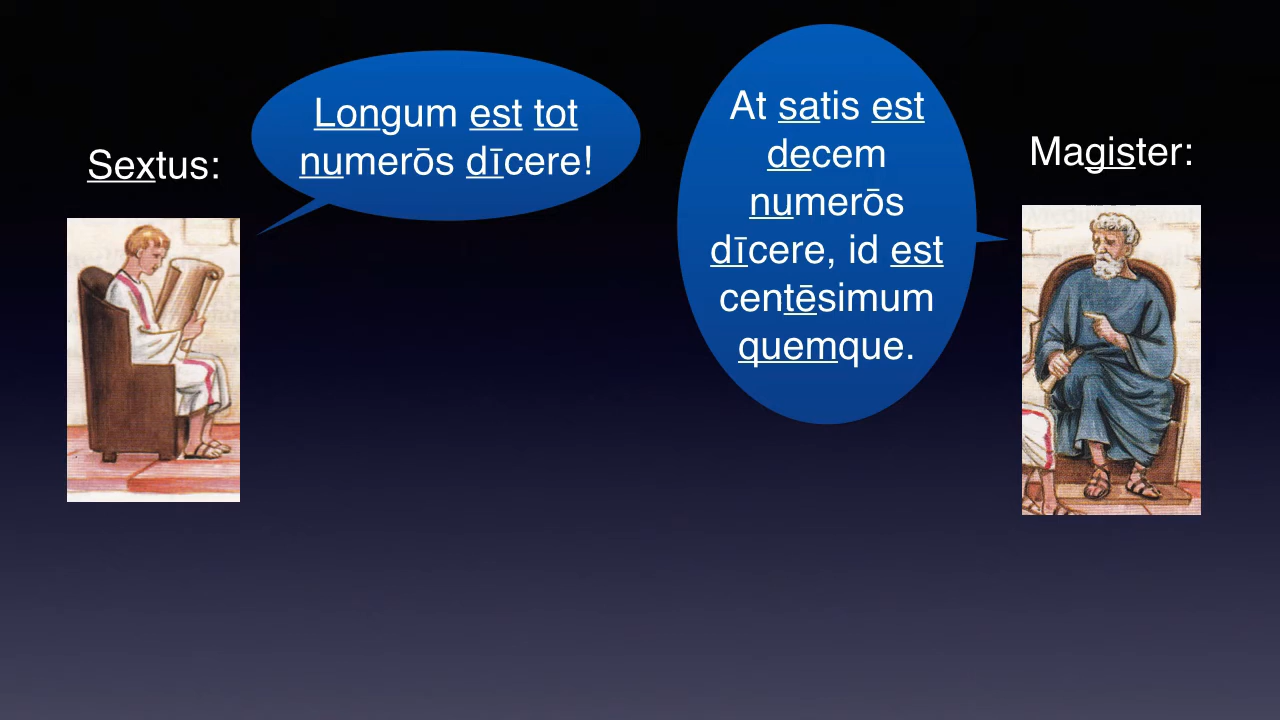 Sextus:
Longum est tot
numerōs dīcere!
At satis est
decem
numerōs
dīcere, id est
centēsimum
quemque.
Magister: